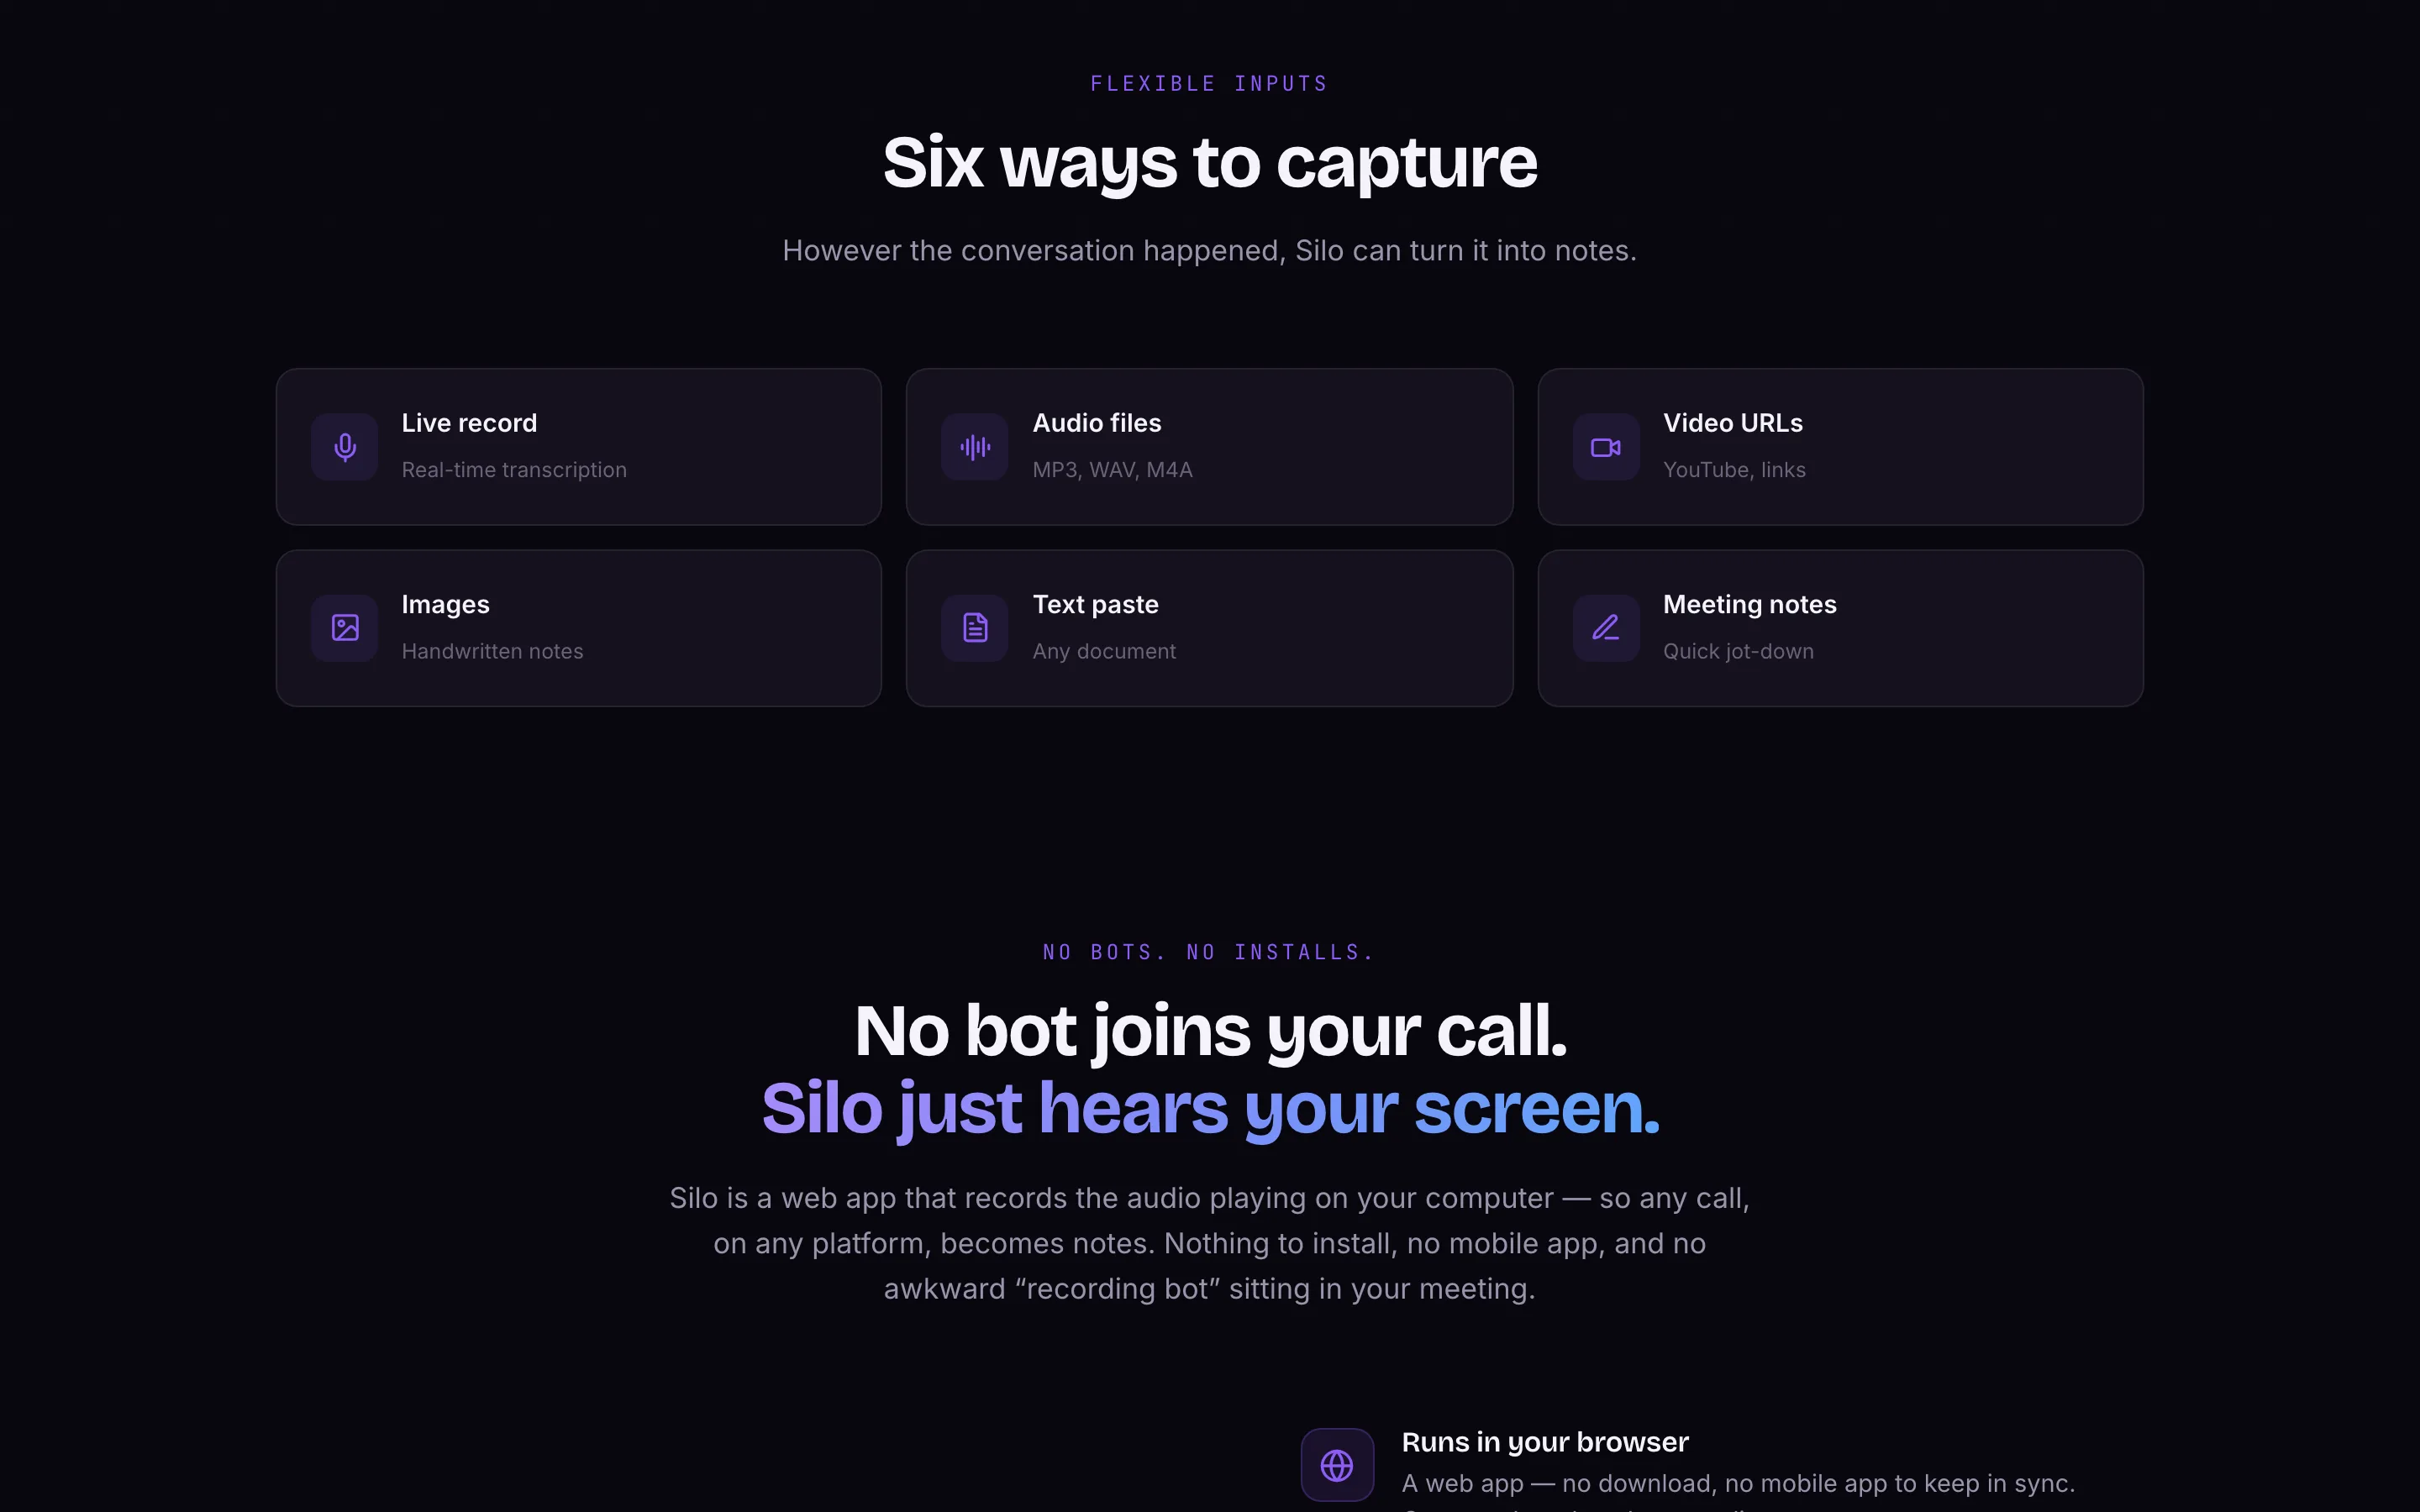 FLEXIBLE INPUTS
Six ways to capture
However the conversation happened, Silo can turn it into notes.
Live record
Real-time transcription
Audio files
MP3, WAV, M4A
Video URLs
YouTube, links
Images
Handwritten notes
Text paste
Any document
Meeting notes
Quick jot-down
NO BOTS. NO INSTALLS.
No bot joins your call.
Silo just hears your screen.
Silo is a web app that records the audio playing on your computer — so any call,
on any platform, becomes notes. Nothing to install, no mobile app, and no
awkward “recording bot” sitting in your meeting.
Runs in your browser
A web app — no download, no mobile app to keep in sync.